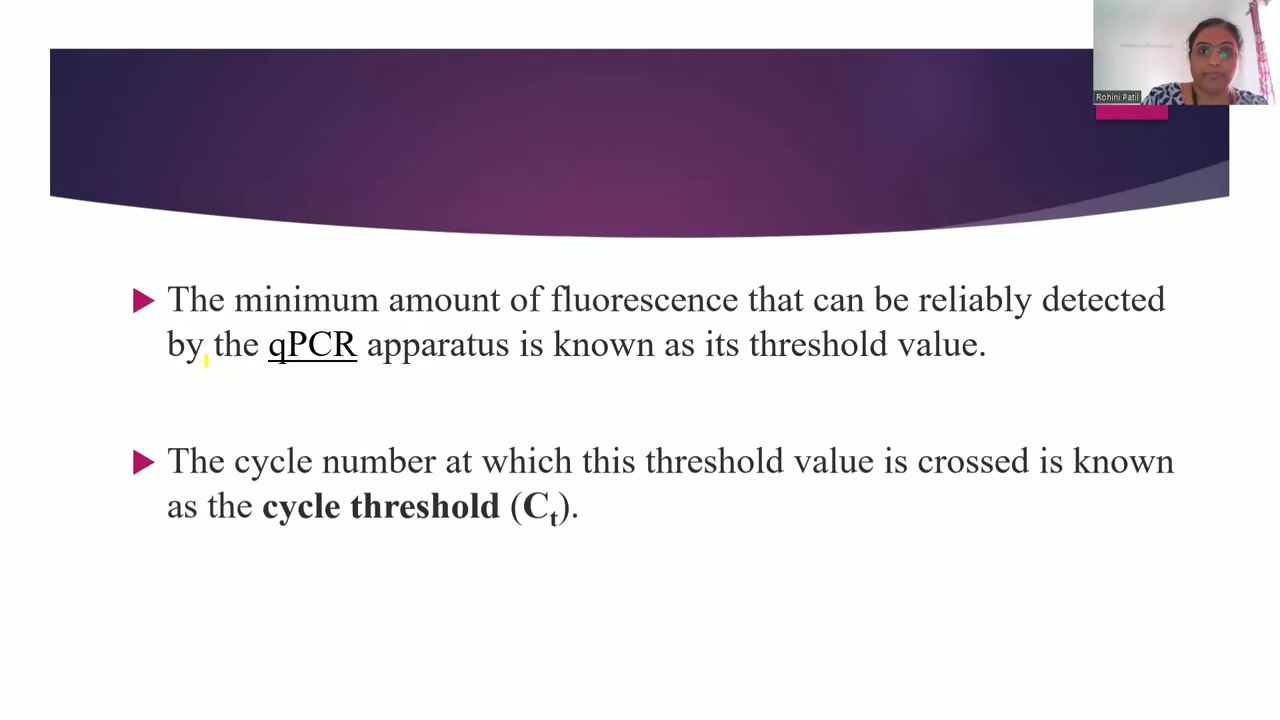 Rohini Patil
The minimum amount of fluorescence that can be reliably detected
by the qPCR apparatus is known as its threshold value.
The cycle number at which this threshold value is crossed is known
as the cycle threshold (Ct).